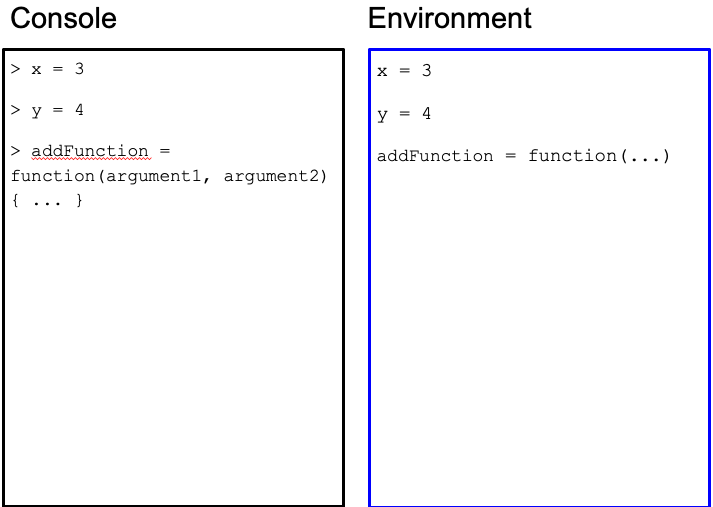 Console
> x = 3
> y = 4
> addFunction =
function(argument1, argument2)
{ ... }
Environment
x = 3
y = 4
addFunction = function(...)